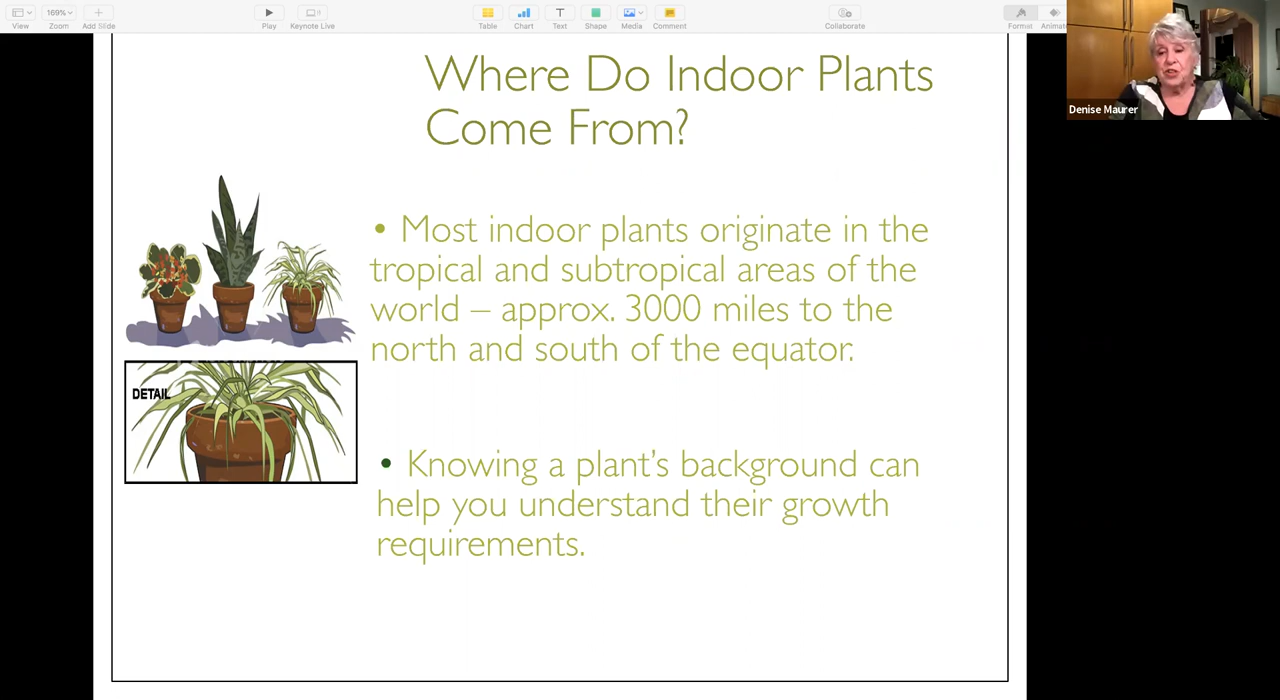 View
169%
Zoom
Add Slide
Play
Keynote Live
Table
Chart
Text
Shape
Media
Comment
Collaborate
Format
Denise Maurer
Where Do Indoor Plants
Come From?
• Most indoor plants originate in the
tropical and subtropical areas of the
world – approx. 3000 miles to the
north and south of the equator.
DETAIL
• Knowing a plant's background can
help you understand their growth
requirements.